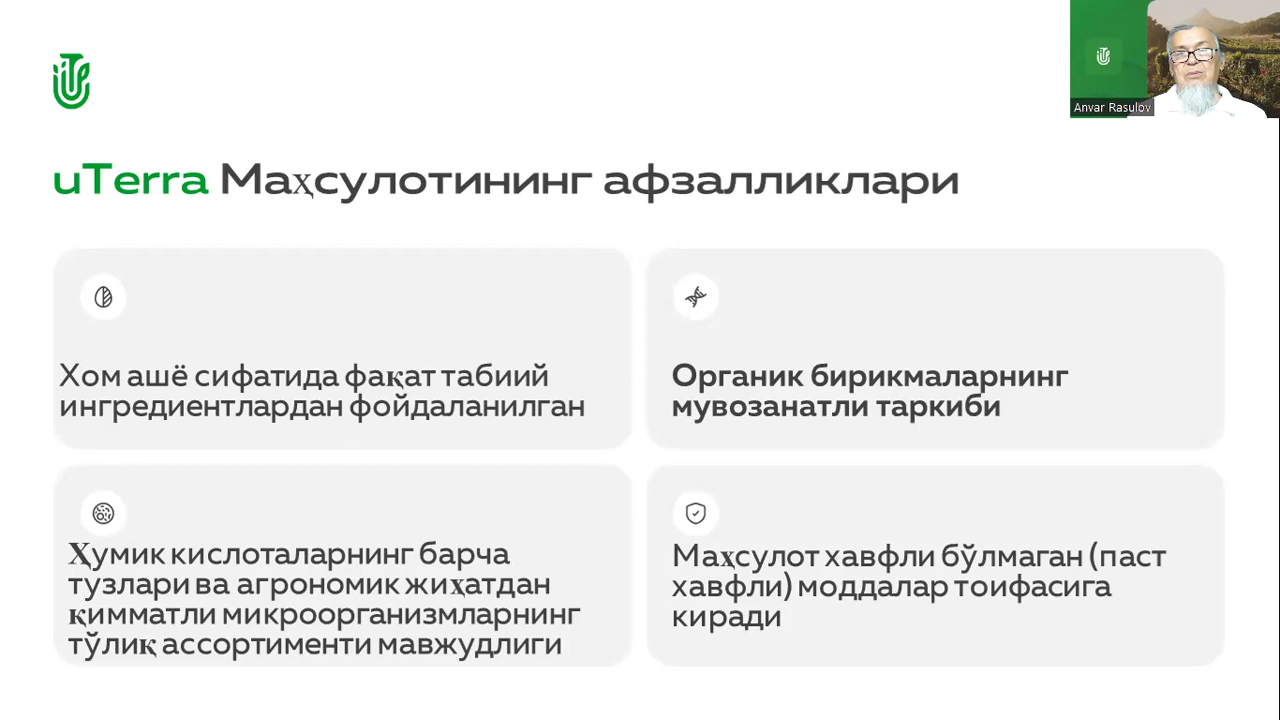 Anvar Rasulov
uTerra Маҳсулотининг афзалликлари
Хом ашё сифатида фақат табиий
ингредиентлардан фойдаланилган
Органик бирикмаларнинг
мувозанатли таркиби
Ҳумик кислоталарнинг барча
тузлари ва агрономик жиҳатдан
қимматли микроорганизмларнинг
тўлиқ ассортименти мавжудлиги
Маҳсулот хавфли бўлмаган (паст
хавфли) моддалар тоифасига
киради